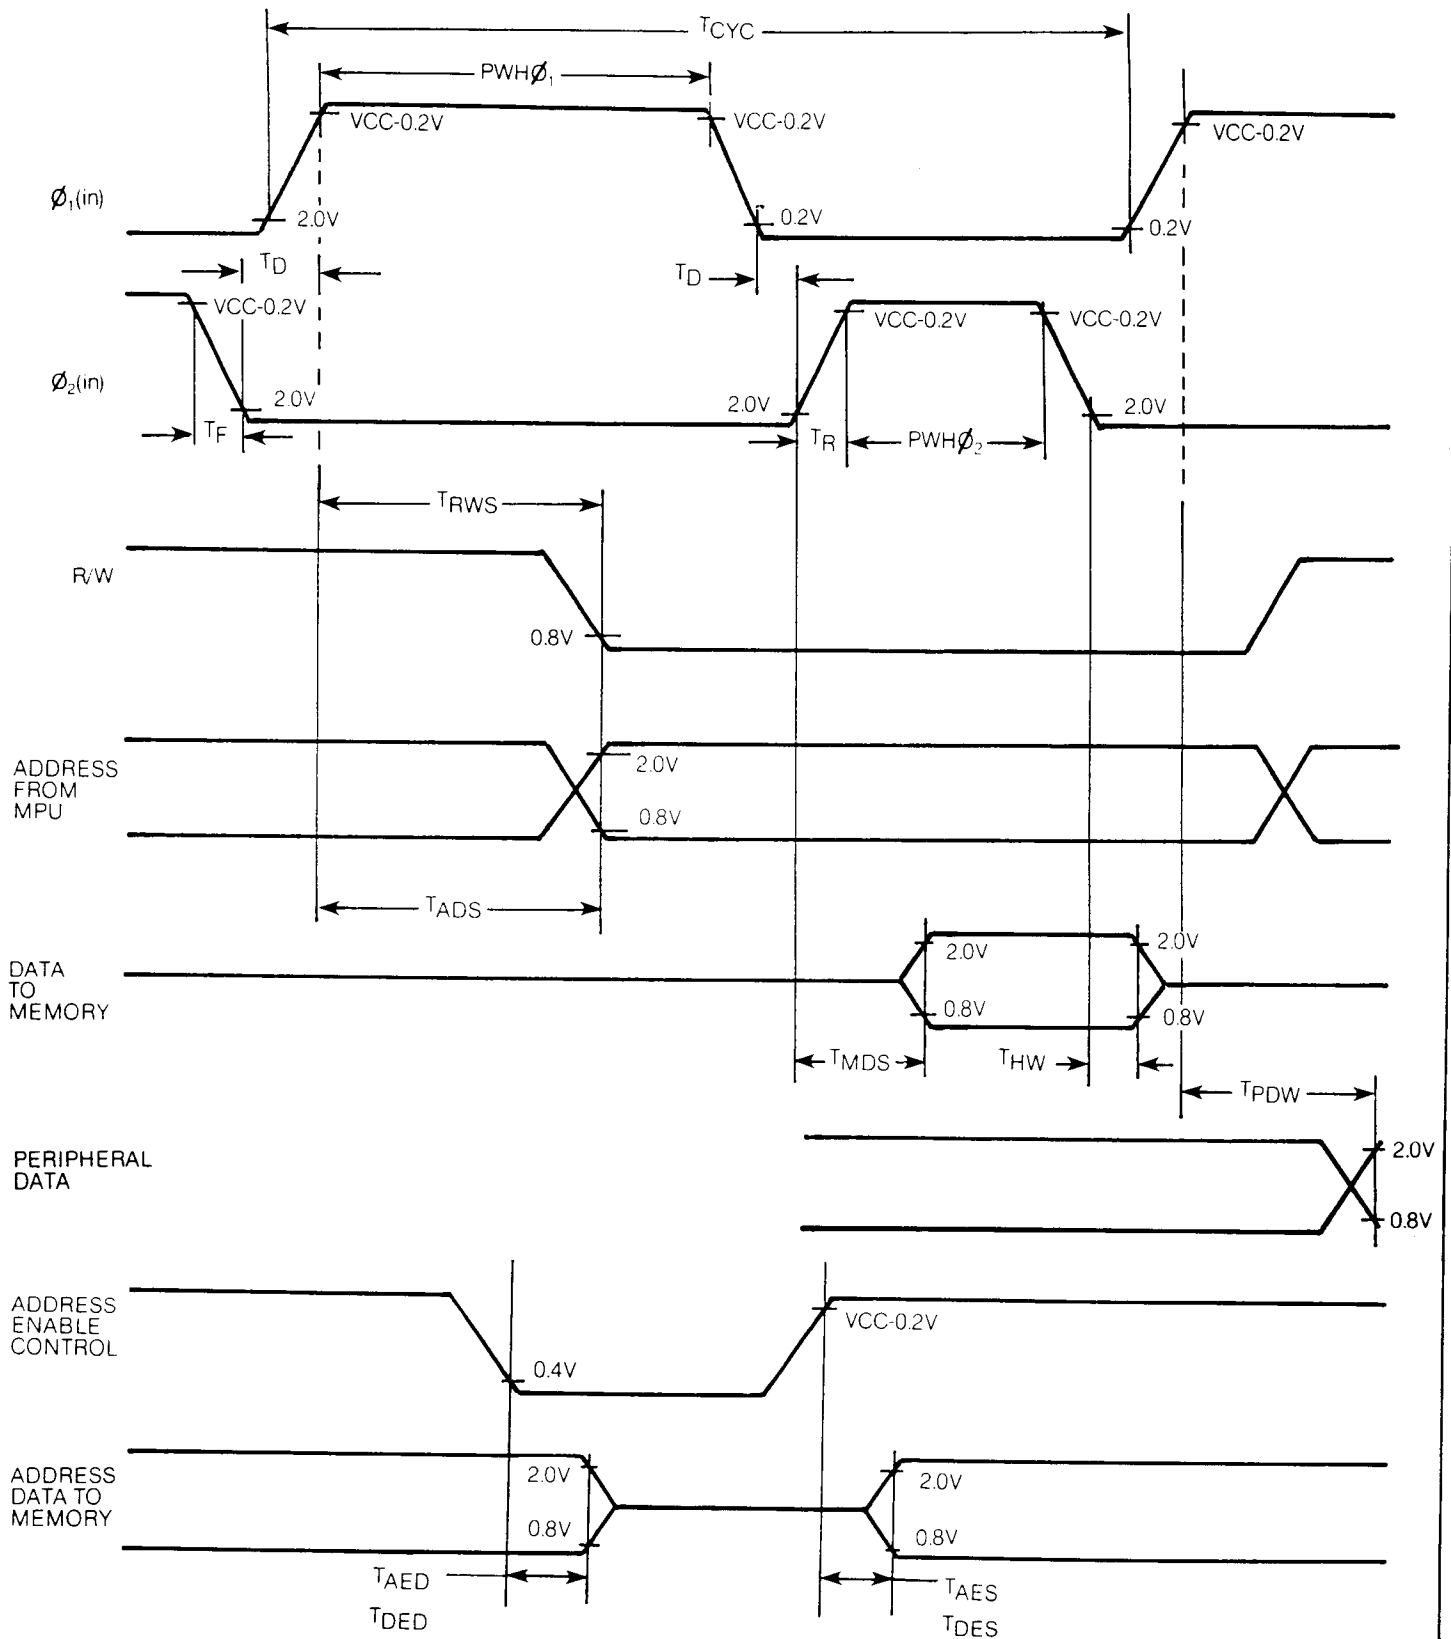 TCYC
PWHØ1
VCC-0.2V
VCC-0.2V
VCC-0.2V
Ø1(in)
2.0V
0.2V
0.2V
TD
TD
VCC-0.2V
VCC-0.2V
VCC-0.2V
Ø2(in)
2.0V
2.0V
2.0V
TF
TR
PWHØ2
TRWS
R/W
0.8V
ADDRESS
FROM
MPU
2.0V
0.8V
TADS
DATA
TO
MEMORY
2.0V
2.0V
0.8V
0.8V
TMDS
THW
TPDW
PERIPHERAL
DATA
2.0V
0.8V
ADDRESS
ENABLE
CONTROL
VCC-0.2V
0.4V
ADDRESS
DATA TO
MEMORY
2.0V
2.0V
0.8V
0.8V
TAED
TAES
TDED
TDES